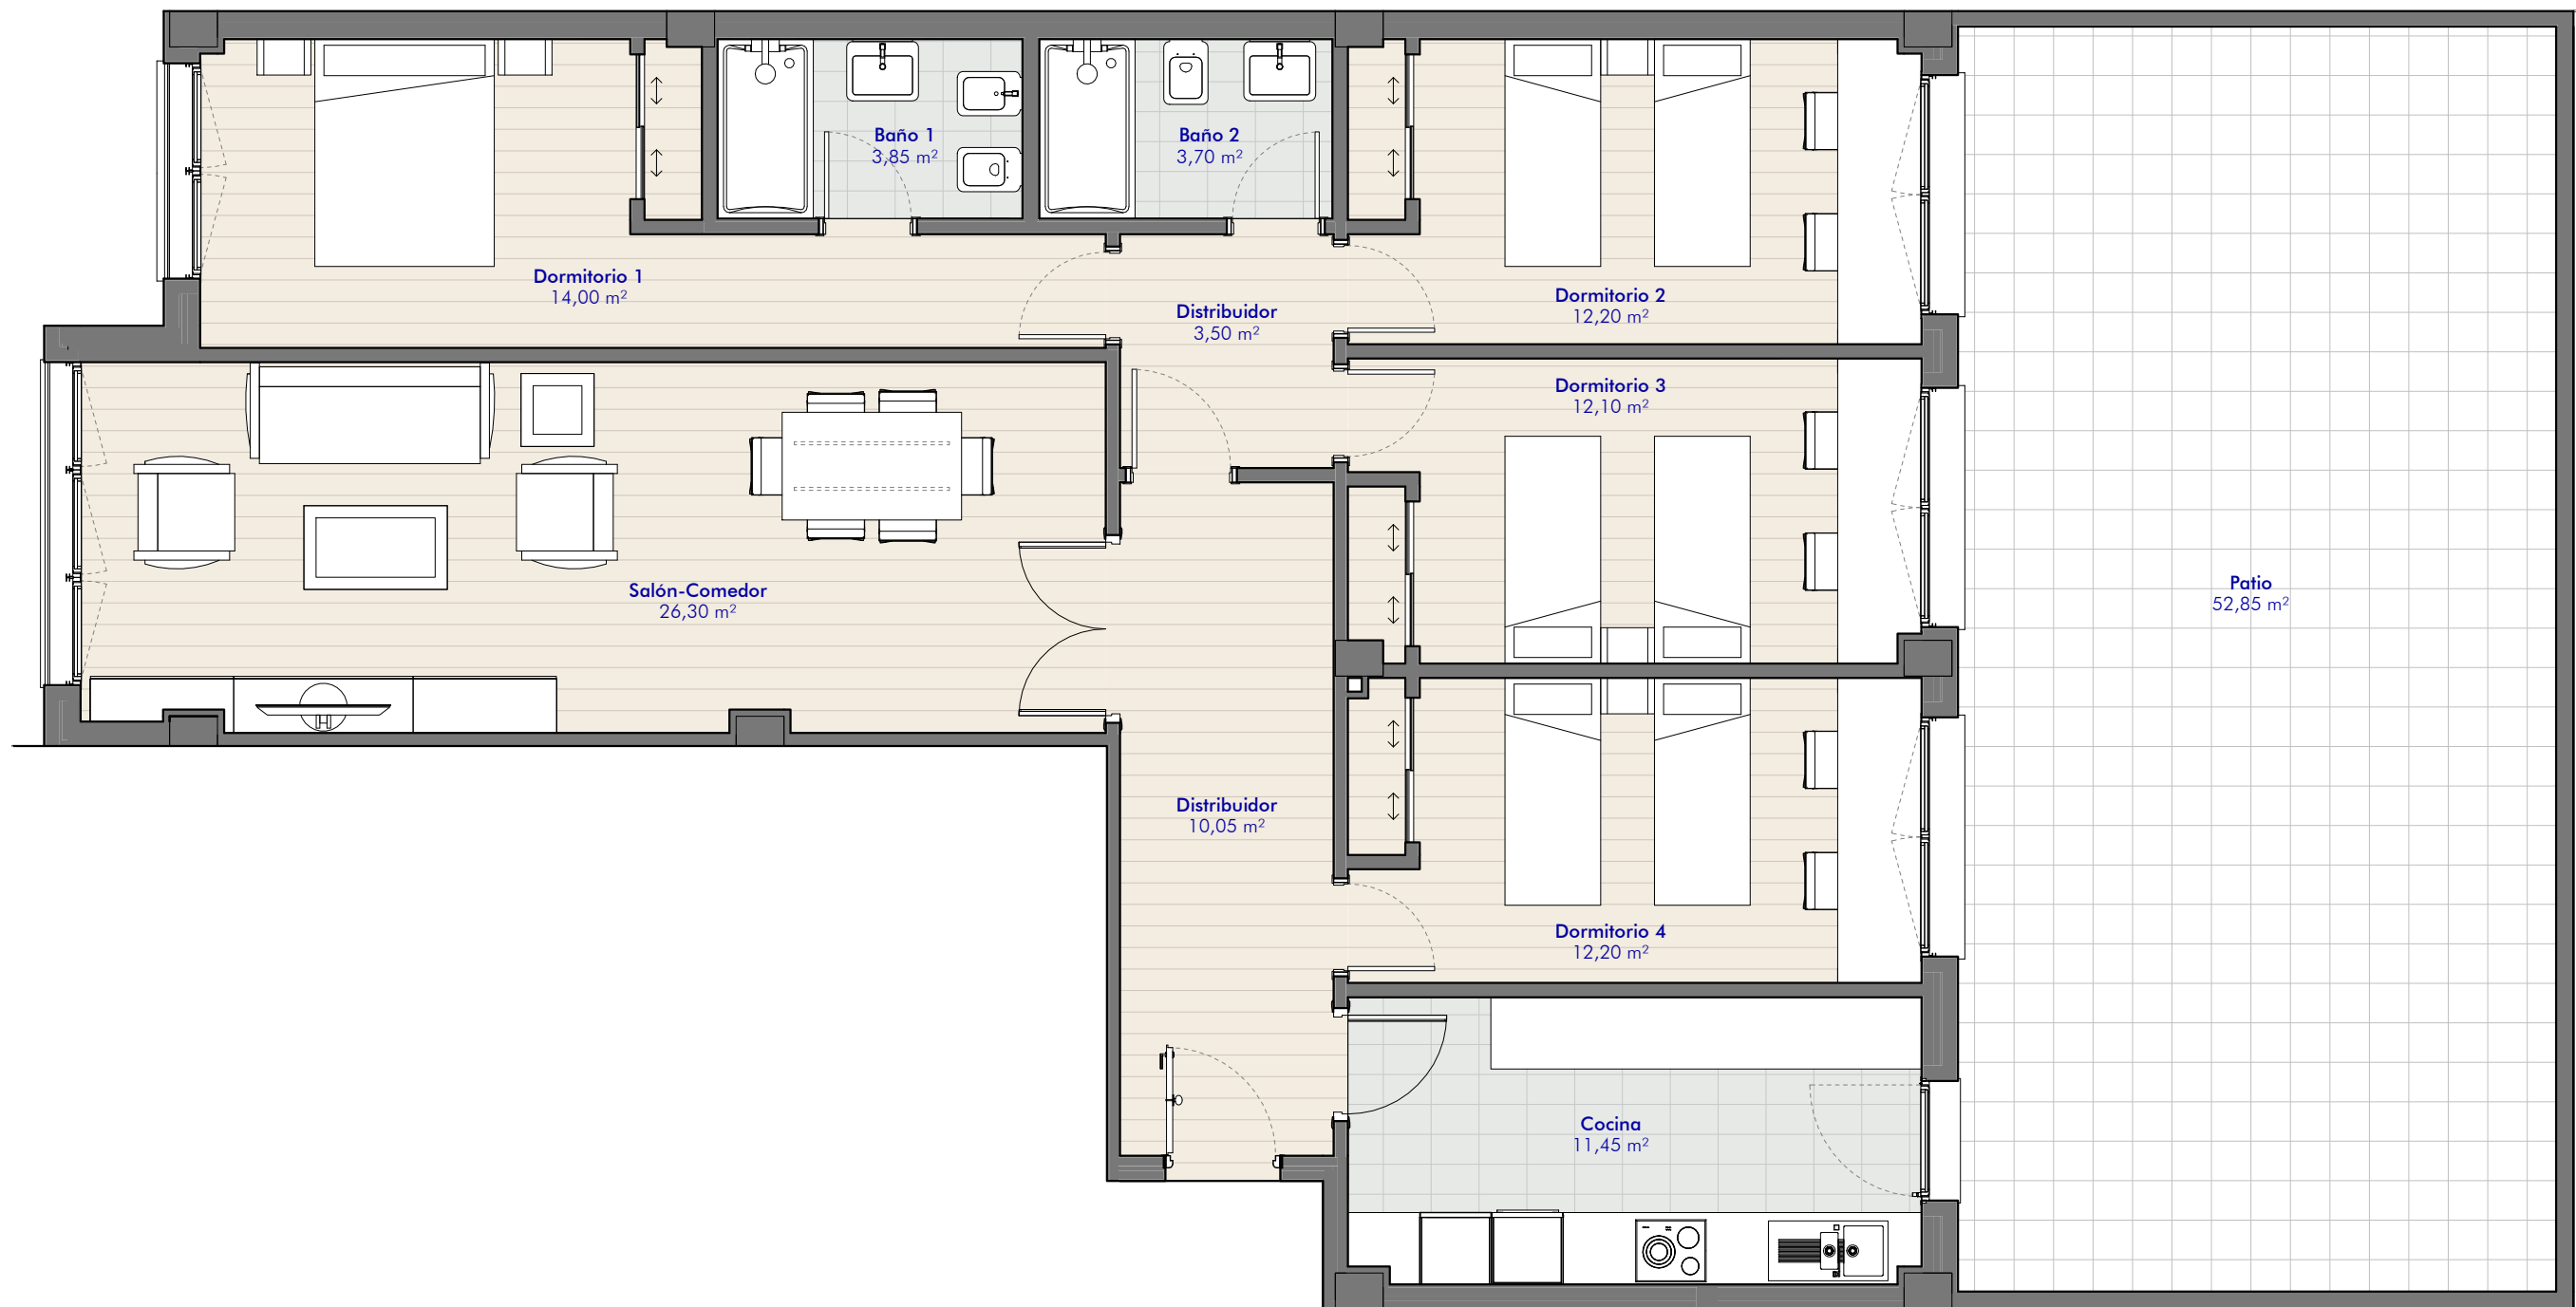 Baño 1
3,85 m²
Baño 2
3,70 m²
Dormitorio 1
14,00 m²
Distribuidor
3,50 m²
Dormitorio 2
12,20 m²
Dormitorio 3
12,10 m²
Salón-Comedor
26,30 m²
Patio
52,85 m²
Distribuidor
10,05 m²
Dormitorio 4
12,20 m²
Cocina
11,45 m²